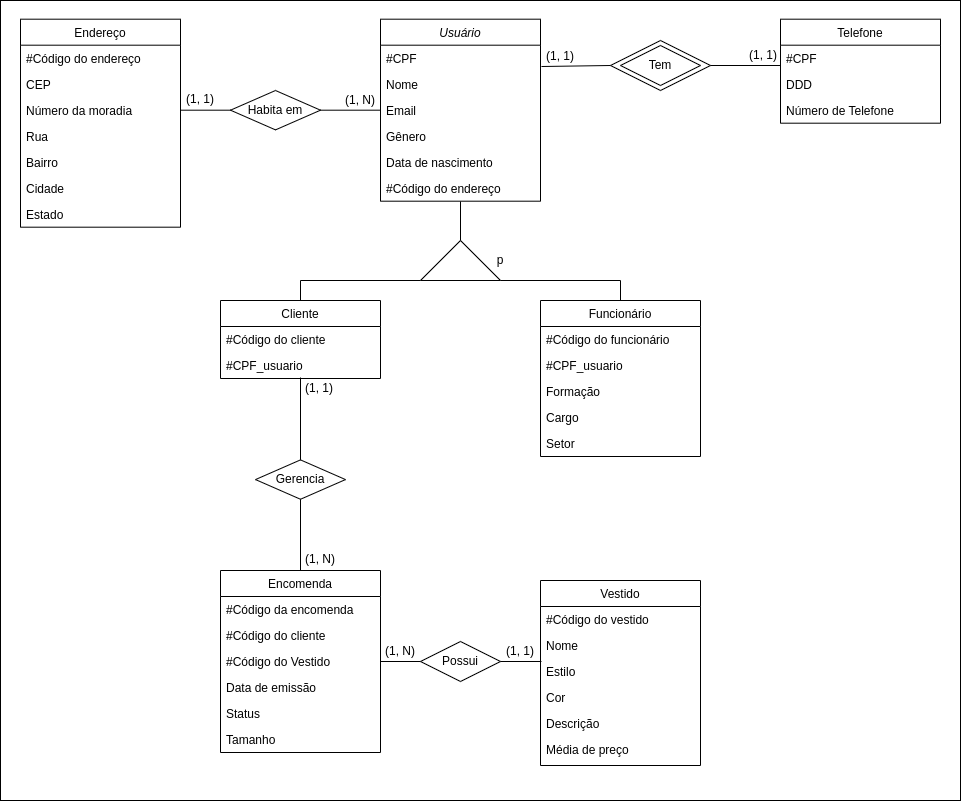 Endereço
#Código do endereço
CEP
Número da moradia
Rua
Bairro
Cidade
Estado
(1, 1)
Habita em
(1, N)
Usuário
#CPF
Nome
Email
Gênero
Data de nascimento
#Código do endereço
(1, 1)
Tem
(1, 1)
Telefone
#CPF
DDD
Número de Telefone
p
Cliente
#Código do cliente
#CPF_usuario
Funcionário
#Código do funcionário
#CPF_usuario
Formação
Cargo
Setor
(1, 1)
Gerencia
(1, N)
Encomenda
#Código da encomenda
#Código do cliente
#Código do Vestido
Data de emissão
Status
Tamanho
(1, N)
Possui
(1, 1)
Vestido
#Código do vestido
Nome
Estilo
Cor
Descrição
Média de preço